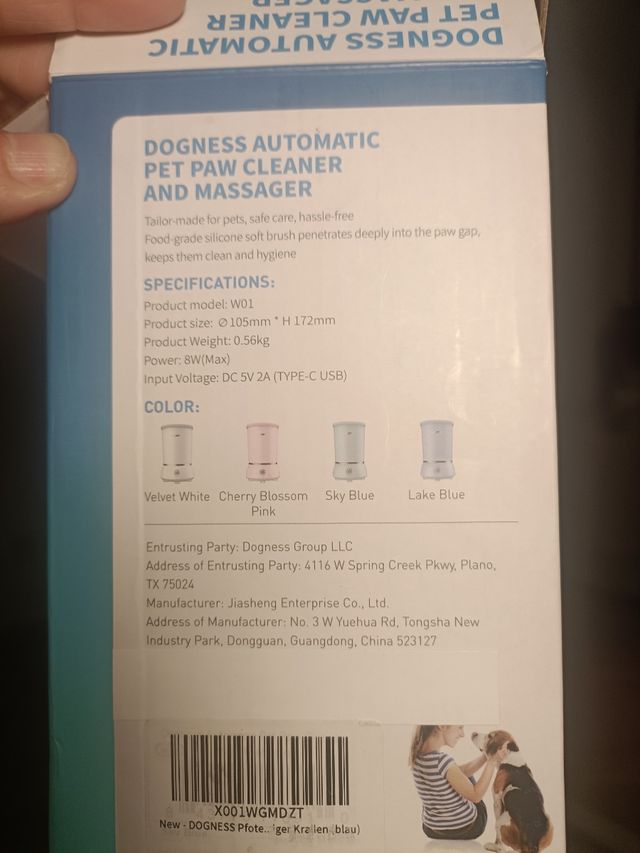 DOGNESS AUTOMATIC
PET PAW CLEANER
DOGNESS AUTOMATIC
PET PAW CLEANER
AND MASSAGER
Tailor-made for pets, safe care, hassle-free
Food-grade silicone soft brush penetrates deeply into the paw gap,
keeps them clean and hygiene
SPECIFICATIONS:
Product model: W01
Product size: ∅105mm * H 172mm
Product Weight: 0.56kg
Power: 8W(Max)
Input Voltage: DC 5V 2A (TYPE-C USB)
COLOR:
Velvet White Cherry Blossom Pink Sky Blue Lake Blue
Entrusting Party: Dogness Group LLC
Address of Entrusting Party: 4116 W Spring Creek Pkwy, Plano,
TX 75024
Manufacturer: Jiasheng Enterprise Co., Ltd.
Address of Manufacturer: No. 3 W Yuehua Rd, Tongsha New
Industry Park, Dongguan, Guangdong, China 523127
X001WGMDZT
New - DOGNESS Pfote.. Krallen (blau)